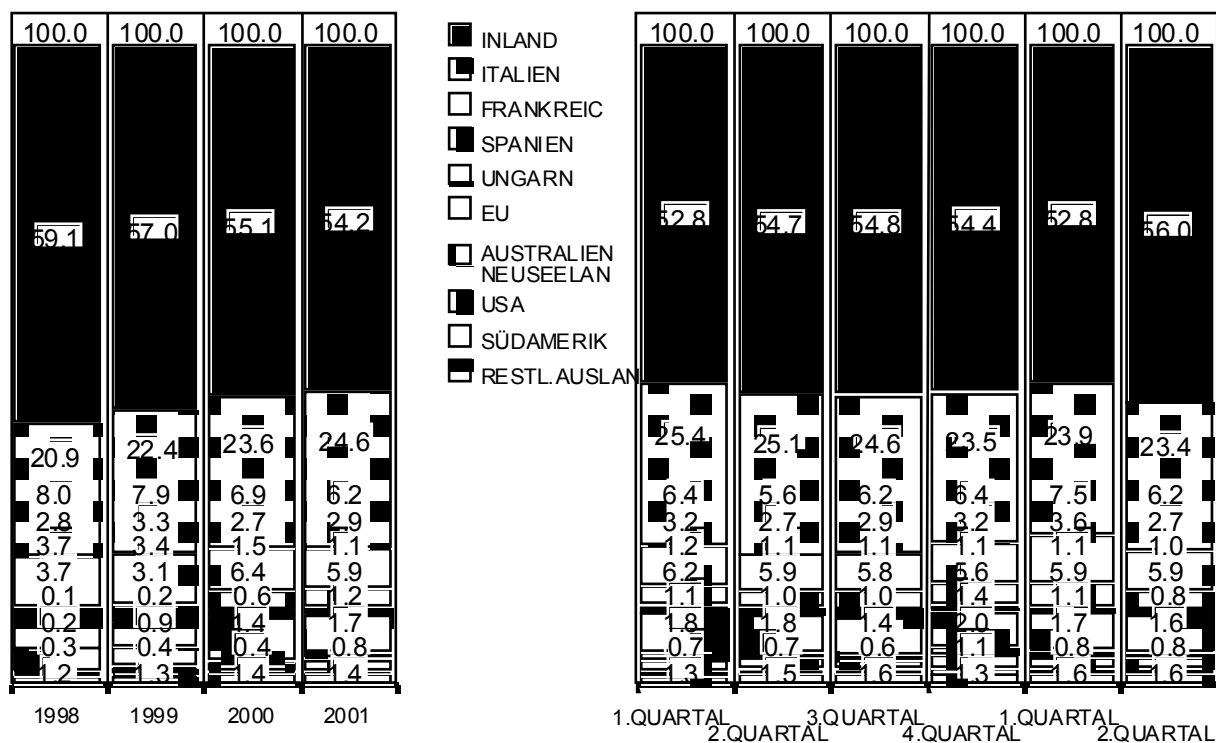 100.0 100.0 100.0 100.0
59.1 57.0 55.1 54.2
20.9 22.4 23.6 24.6
8.0 7.9 6.9 6.2
2.8 3.3 2.7 2.9
3.7 3.4 1.5 1.1
3.7 3.1 6.4 5.9
0.1 0.2 0.6 1.2
0.2 0.9 1.4 1.7
0.3 0.4 0.4 0.8
1.2 1.3 1.4 1.4
1998 1999 2000 2001
INLAND
ITALIEN
FRANKREIC
SPANIEN
UNGARN
EU
AUSTRALIEN
NEUSEELAN
USA
SÜDAMERIK
RESTL.AUSLAN
100.0 100.0 100.0 100.0 100.0 100.0
52.8 54.7 54.8 54.4 52.8 56.0
25.4 25.1 24.6 23.5 23.9 23.4
6.4 5.6 6.2 6.4 7.5 6.2
3.2 2.7 2.9 3.2 3.6 2.7
1.2 1.1 1.1 1.1 1.1 1.0
6.2 5.9 5.8 5.6 5.9 5.9
1.1 1.0 1.0 1.4 1.1 0.8
1.8 1.8 1.4 2.0 1.7 1.6
0.7 0.7 0.6 1.1 0.8 0.8
1.3 1.5 1.6 1.3 1.6 1.6
1.QUARTAL 2.QUARTAL 3.QUARTAL 4.QUARTAL 1.QUARTAL 2.QUARTAL